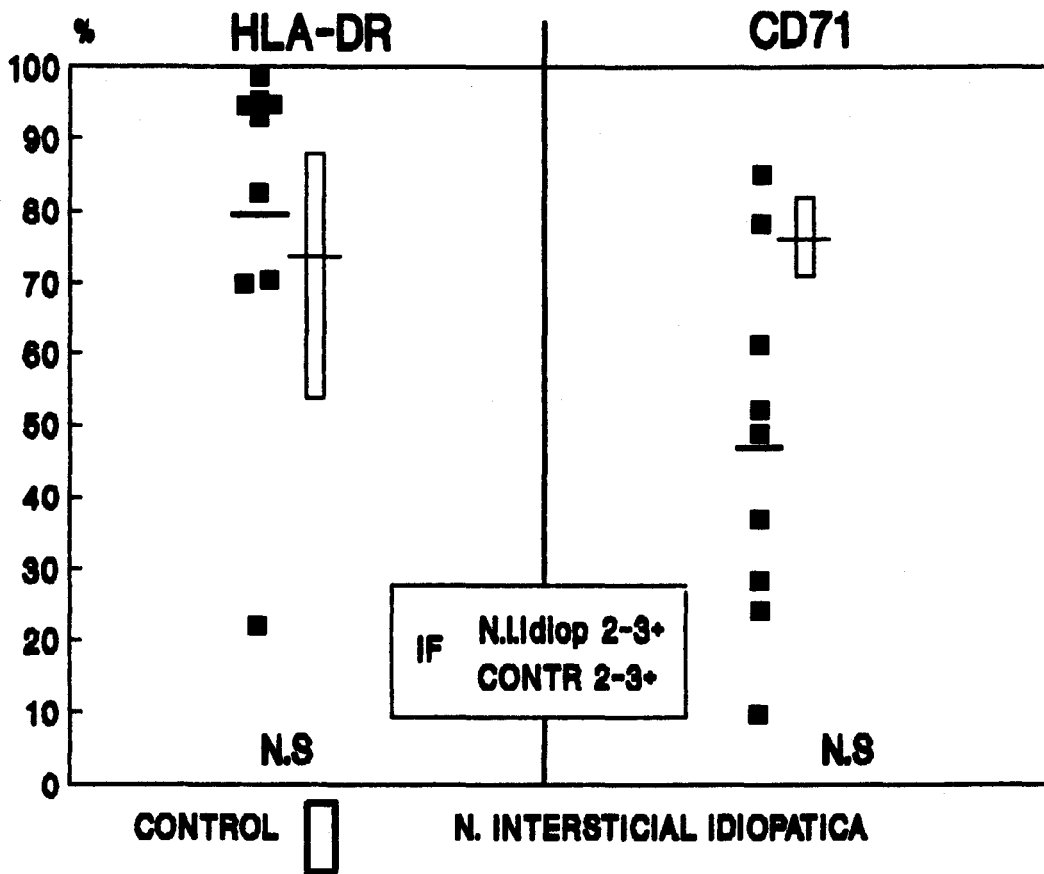 % HLA-DR CD71
100
90
80
70
60
50
40
30
20
10
0
IF N.I.Idiop 2-3+
CONTR 2-3+
N.S N.S
CONTROL N. INTERSTICIAL IDIOPATICA